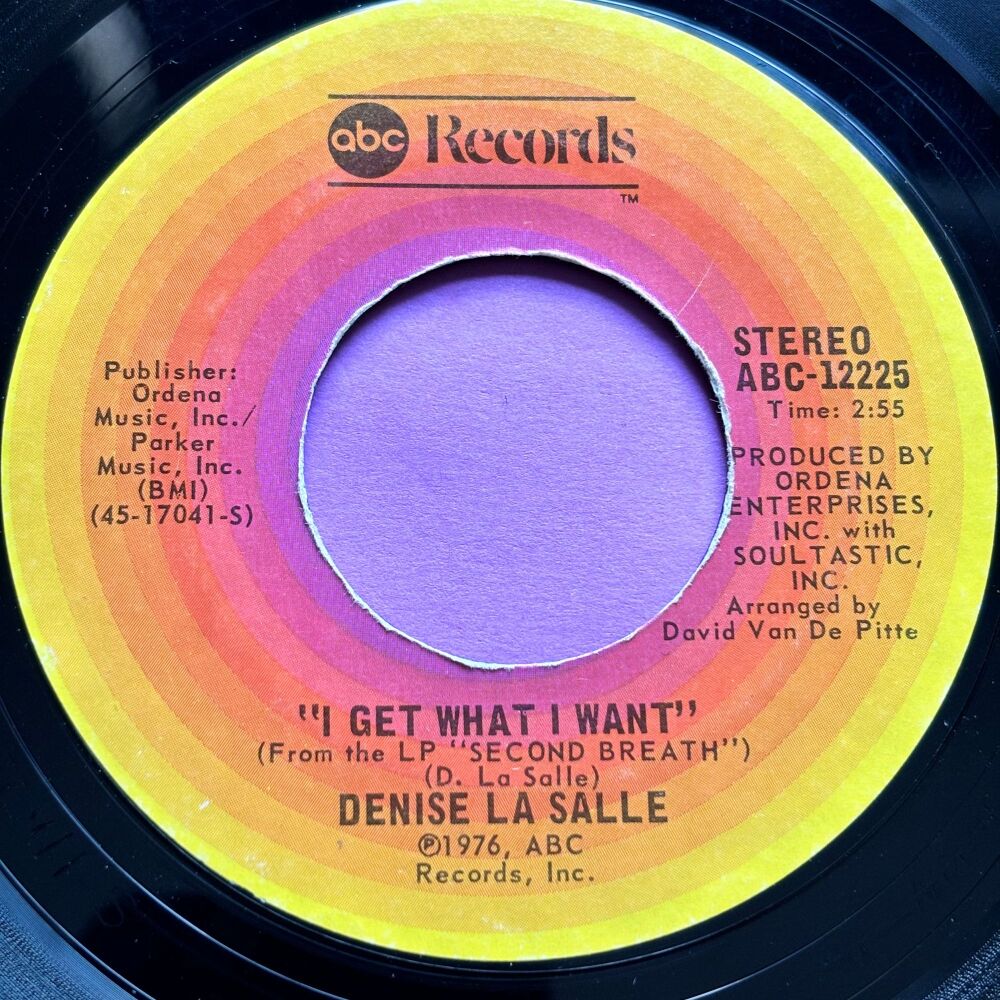 abc Records
TM
Publisher:
Ordena
Music, Inc./
Parker
Music, Inc.
(BMI)
(45-17041-S)
STEREO
ABC-12225
Time: 2:55
PRODUCED BY
ORDENA
ENTERPRISES,
INC. with
SOULTASTIC,
INC.
Arranged by
David Van De Pitte
"I GET WHAT I WANT"
(From the LP "SECOND BREATH")
(D. La Salle)
DENISE LA SALLE
℗1976, ABC
Records, Inc.